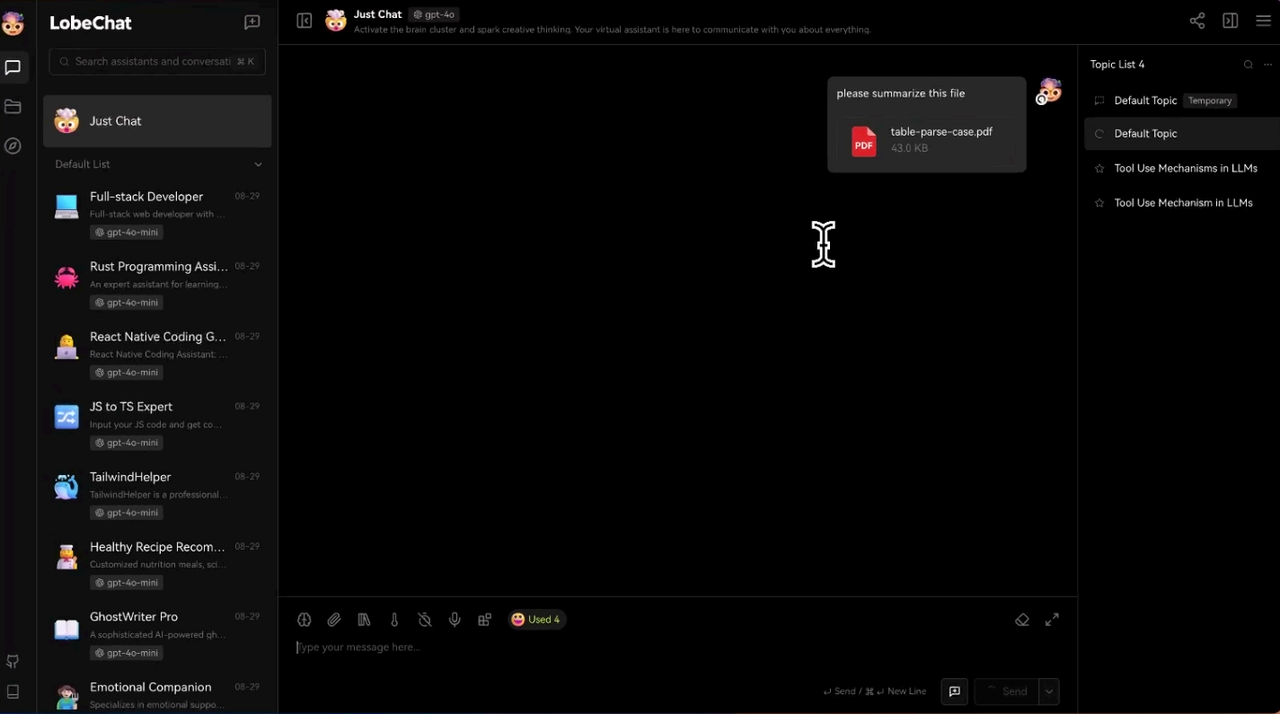 LobeChat
Search assistants and conversati ⌘ K
Just Chat
Default List
Full-stack Developer 08-29
Full-stack web developer with ...
gpt-4o-mini
Rust Programming Assi... 08-29
An expert assistant for learning...
gpt-4o-mini
React Native Coding G... 08-29
React Native Coding Assistant: ...
gpt-4o-mini
JS to TS Expert 08-29
Input your JS code and get co...
gpt-4o-mini
TailwindHelper 08-29
TailwindHelper is a professional...
gpt-4o-mini
Healthy Recipe Recom... 08-29
Customized nutrition meals, sci...
gpt-4o-mini
GhostWriter Pro 08-29
A sophisticated AI-powered gh...
gpt-4o-mini
Emotional Companion 08-29
Specializes in emotional suppo...
Just Chat gpt-4o
Activate the brain cluster and spark creative thinking. Your virtual assistant is here to communicate with you about everything.
please summarize this file
PDF
table-parse-case.pdf
43.0 KB
Used 4
Type your message here...
↵ Send / ⌘ ↵ New Line
Send
Topic List 4
Default Topic Temporary
Default Topic
Tool Use Mechanisms in LLMs
Tool Use Mechanism in LLMs